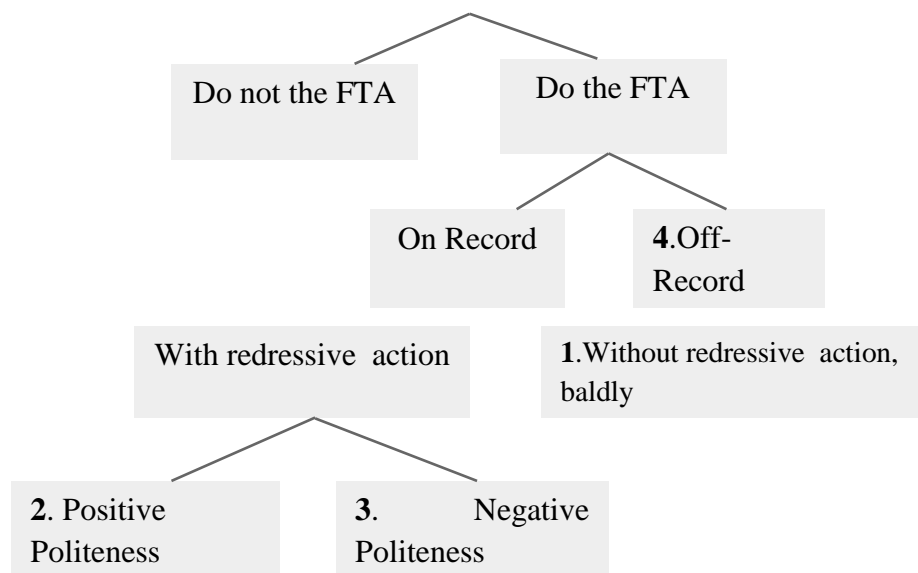 Do not the FTA
Do the FTA
On Record
4.Off-
Record
With redressive action
1.Without redressive action,
baldly
2. Positive
Politeness
3. Negative
Politeness